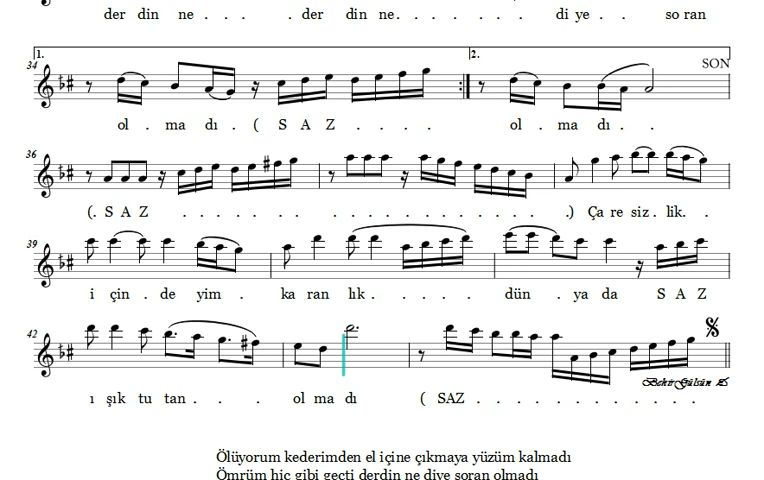 der din ne . . . . der din ne. . . . . . di ye . . so ran
1. 2.
34 SON
ol . ma dı . ( S A Z . . . . ol . ma dı . .
36
(. S A Z . . . . . . . . . . . . . . . .) Ça re siz . lik. .
39
i çin . de yim . ka ran lık . . . . . dün . ya da S A Z
42
ı şık tu tan . . . . ol ma dı ( SAZ . . . . . . . . . . .
Ölüyorum kederimden el içine çıkmaya yüzüm kalmadı
Ömrüm hiç gibi geçti derdin ne diye soran olmadı